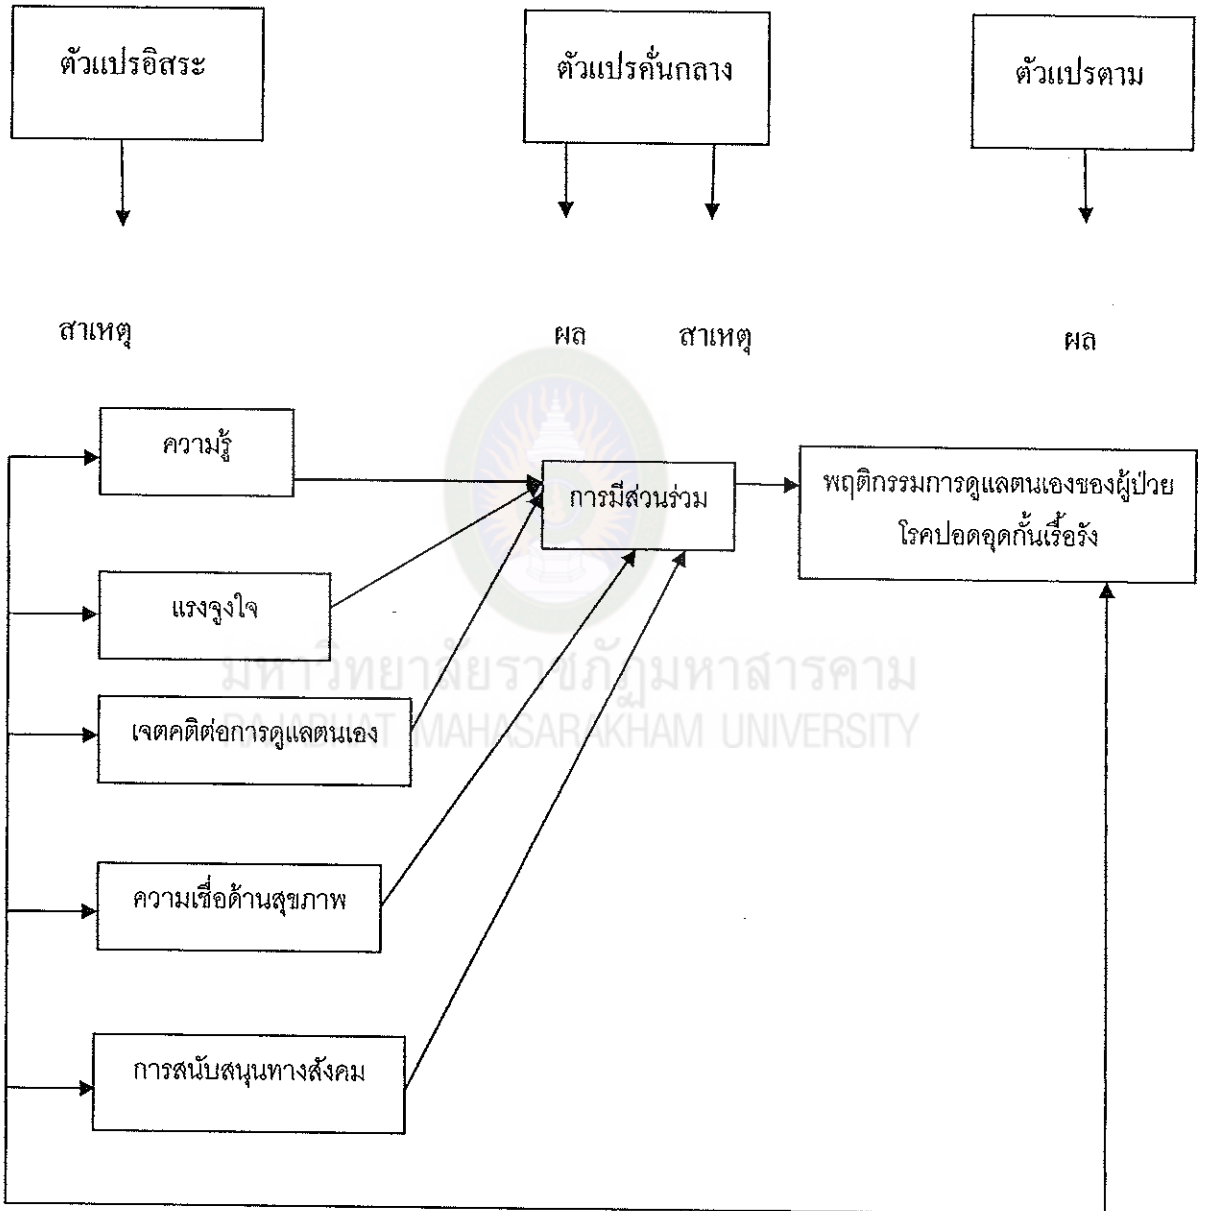 ตัวแปรอิสระ
ตัวแปรคั่นกลาง
ตัวแปรตาม
สาเหตุ
ผล
สาเหตุ
ผล
ความรู้
การมีส่วนร่วม
พฤติกรรมการดูแลตนเองของผู้ป่วย
โรคปอดอุดกั้นเรื้อรัง
แรงจูงใจ
มหาวิทยาลัยราชภัฏมหาสารคาม
RAJABHAT MAHASARAKHAM UNIVERSITY
เจตคติต่อการดูแลตนเอง
ความเชื่อด้านสุขภาพ
การสนับสนุนทางสังคม